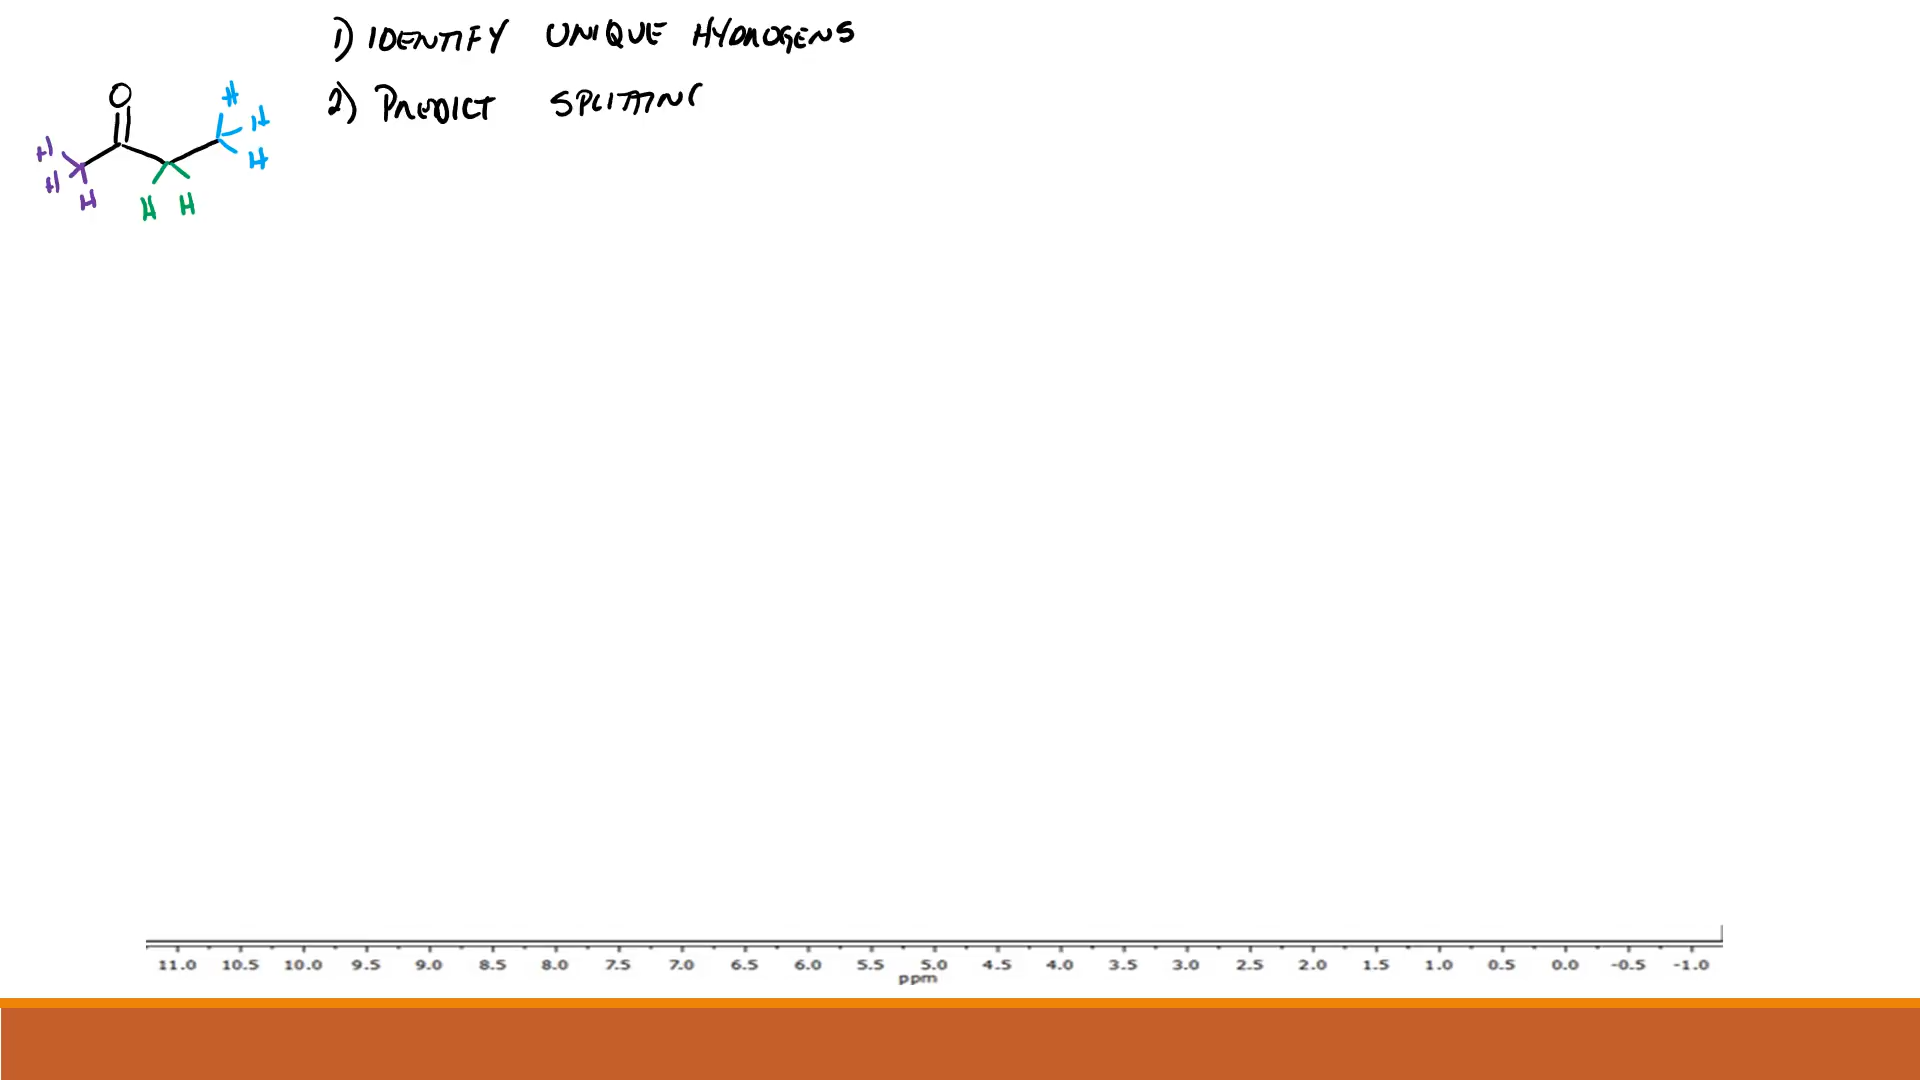 1) IDENTIFY UNIQUE HYDROGENS
2) PREDICT SPLITTING
O
H H
H H
H H
H H
11.0 10.5 10.0 9.5 9.0 8.5 8.0 7.5 7.0 6.5 6.0 5.5 5.0 4.5 4.0 3.5 3.0 2.5 2.0 1.5 1.0 0.5 0.0 -0.5 -1.0
ppm